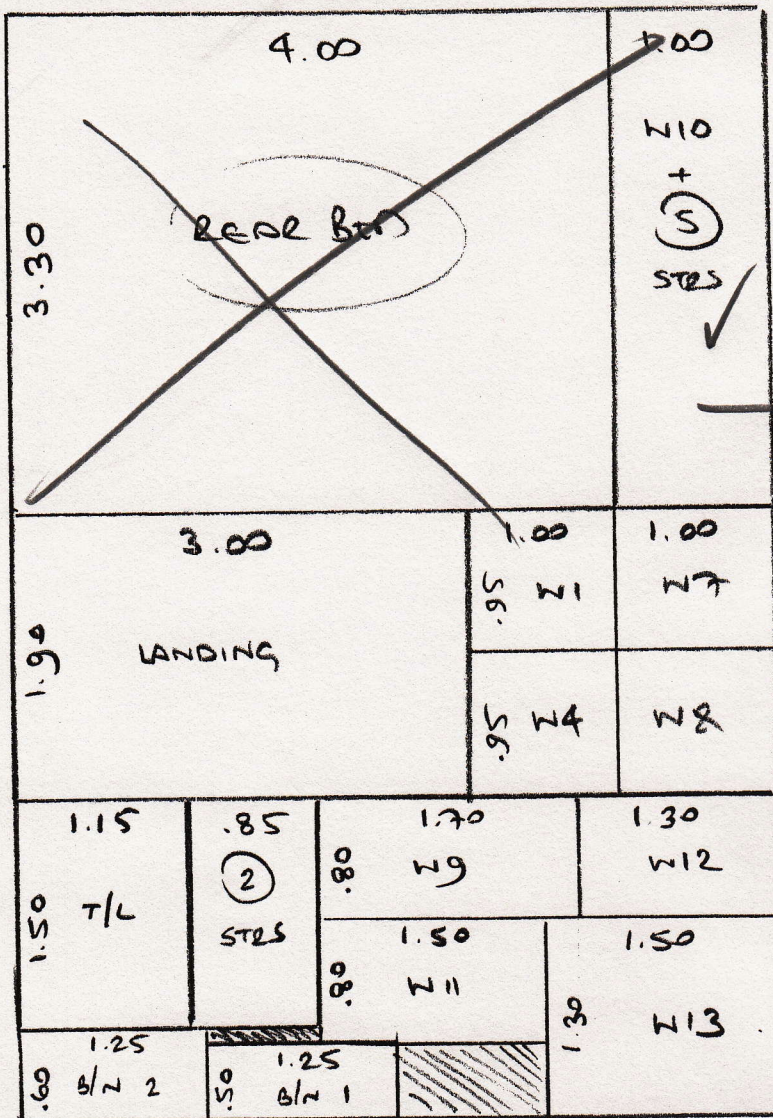 4.00
1.00
3.30
REAR BED
W10
+
5
STRS
3.00
1.90
LANDING
1.00
.95 W1
1.00
W7
.95 W4
W8
1.15
1.50
T/L
.85
2
STRS
1.70
.80
W9
1.30
W12
1.50
.80
W11
1.50
1.30
W13
1.25
.60 B/W 2
1.25
.50 B/W 1